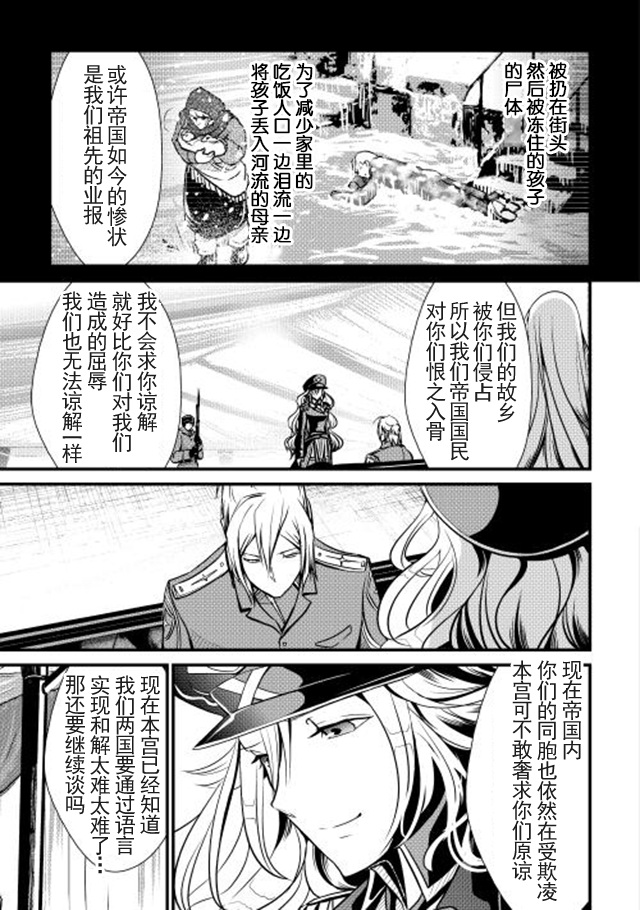 被扔在街头
然后被冻住的孩子
的尸体
为了减少家里的
吃饭人口一边泪流一边
将孩子丢入河流的母亲
或许帝国如今的惨状
是我们祖先的业报
但我们的故乡
被你们侵占
所以我们帝国国民
对你们恨之入骨
我不会求你谅解
就好比你们对我们
造成的屈辱
我们也无法谅解一样
现在帝国内
你们的同胞也依然在受欺凌
本宫可不敢奢求你们原谅
现在本宫已经知道
我们两国要通过语言
实现和解太难太难了…
那还要继续谈吗